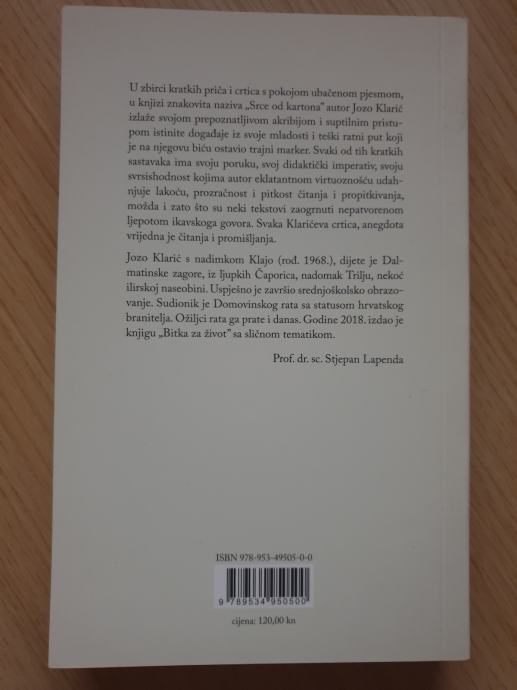 U zbirci kratkih priča i crtica s pokojom ubačenom pjesmom,
u knjizi znakovita naziva „Srce od kartona” autor Jozo Klarić
izlaže svojom prepoznatljivom akribijom i suptilnim pristu-
pom istinite događaje iz svoje mladosti i teški ratni put koji
je na njegovu biću ostavio trajni marker. Svaki od tih kratkih
sastavaka ima svoju poruku, svoj didaktički imperativ, svoju
svrsishodnost kojima autor eklatantnom virtuoznošću udah-
njuje lakoću, prozračnost i pitkost čitanja i propitkivanja,
možda i zato što su neki tekstovi zaogrnuti nepatvorenom
ljepotom ikavskoga govora. Svaka Klarićeva crtica, anegdota
vrijedna je čitanja i promišljanja.
Jozo Klarić s nadimkom Klajo (rođ. 1968.), dijete je Dal-
matinske zagore, iz ljupkih Čaporica, nadomak Trilju, nekoć
ilirskoj naseobini. Uspješno je završio srednjoškolsko obrazo-
vanje. Sudionik je Domovinskog rata sa statusom hrvatskog
branitelja. Ožiljci rata ga prate i danas. Godine 2018. izdao je
knjigu „Bitka za život” sa sličnom tematikom.
Prof. dr. sc. Stjepan Lapenda
ISBN 978-953-49505-0-0
9 789534 950500
cijena: 120,00 kn